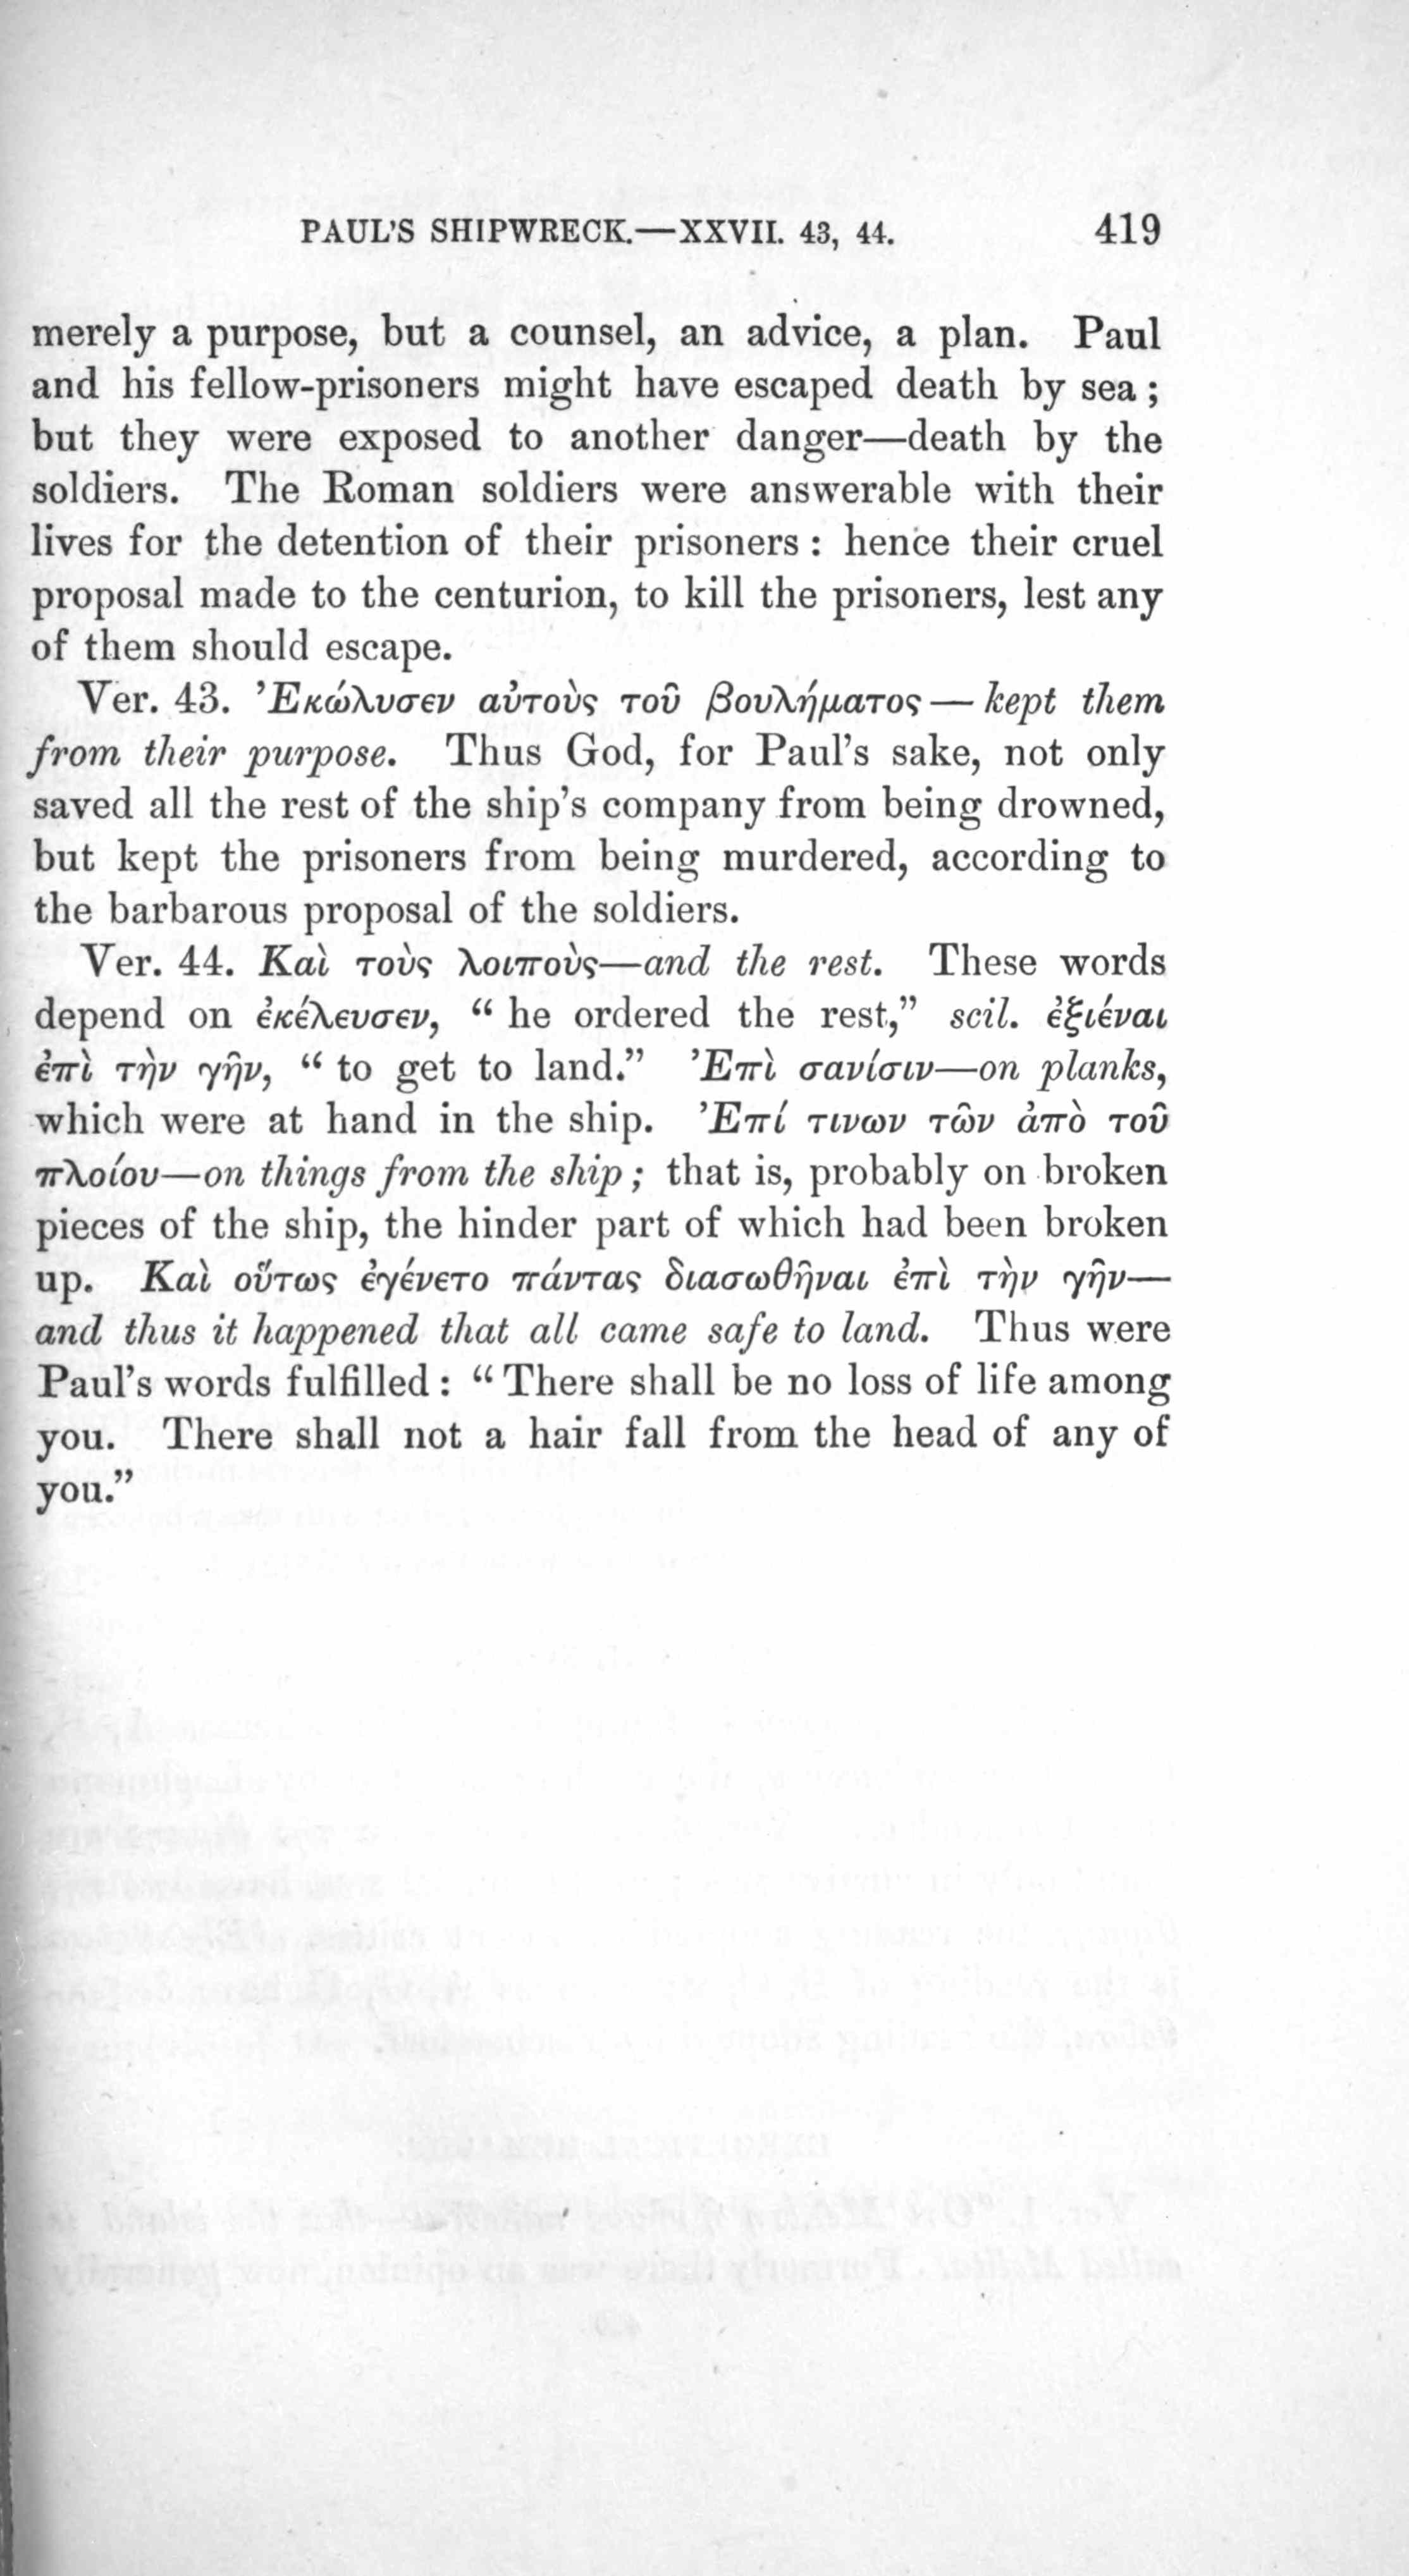 PAUL'S SHIPWRECK.—XXVII. 43, 44. 419
merely a purpose, but a counsel, an advice, a plan. Paul
and his fellow-prisoners might have escaped death by sea;
but they were exposed to another danger—death by the
soldiers. The Roman soldiers were answerable with their
lives for the detention of their prisoners: hence their cruel
proposal made to the centurion, to kill the prisoners, lest any
of them should escape.
Ver. 43. Ἐκώλυσεν αὐτοὺς τοῦ βουλήματος—kept them
from their purpose. Thus God, for Paul's sake, not only
saved all the rest of the ship's company from being drowned,
but kept the prisoners from being murdered, according to
the barbarous proposal of the soldiers.
Ver. 44. Καὶ τοὺς λοιποὺς—and the rest. These words
depend on ἐκέλευσεν, “he ordered the rest,” scil. ἐξιέναι
ἐπὶ τὴν γῆν, “to get to land.” Ἐπὶ σανίσιν—on planks,
which were at hand in the ship. Ἐπί τινων τῶν ἀπὸ τοῦ
πλοίου—on things from the ship; that is, probably on broken
pieces of the ship, the hinder part of which had been broken
up. Καὶ οὕτως ἐγένετο πάντας διασωθῆναι ἐπὶ τὴν γῆν—
and thus it happened that all came safe to land. Thus were
Paul's words fulfilled: “There shall be no loss of life among
you. There shall not a hair fall from the head of any of
you.”